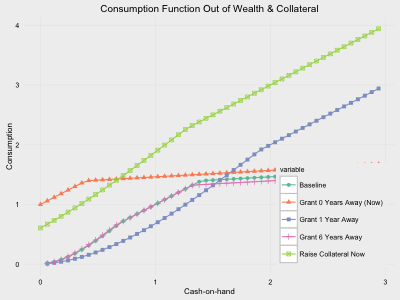 Consumption Function Out of Wealth & Collateral
Consumption
4
3
2
1
0
0
1
2
3
Cash-on-hand
variable
Baseline
Grant 0 Years Away (Now)
Grant 1 Year Away
Grant 6 Years Away
Raise Collateral Now